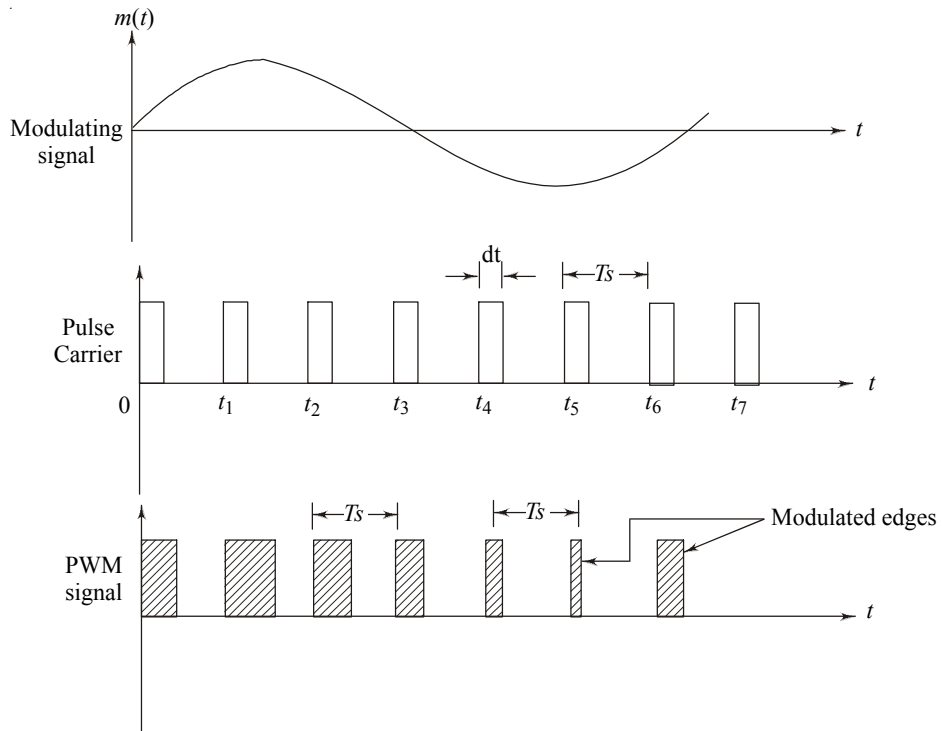 m(t)
Modulating
signal
t
dt
Ts
Pulse
Carrier
t
0
t1
t2
t3
t4
t5
t6
t7
Ts
Ts
Modulated edges
PWM
signal
t